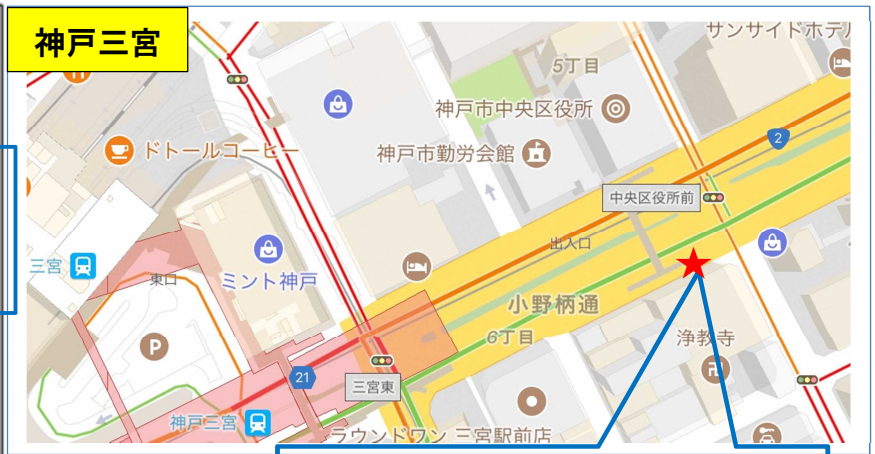 神戸三宮
サンサイドホテル
5丁目
神戸市中央区役所
ドトールコーヒー
神戸市勤労会館
2
中央区役所前
出入口
三宮
東口
ミント神戸
小野柄通
6丁目
浄教寺
P
21
三宮東
神戸三宮
ラウンドワン 三宮駅前店